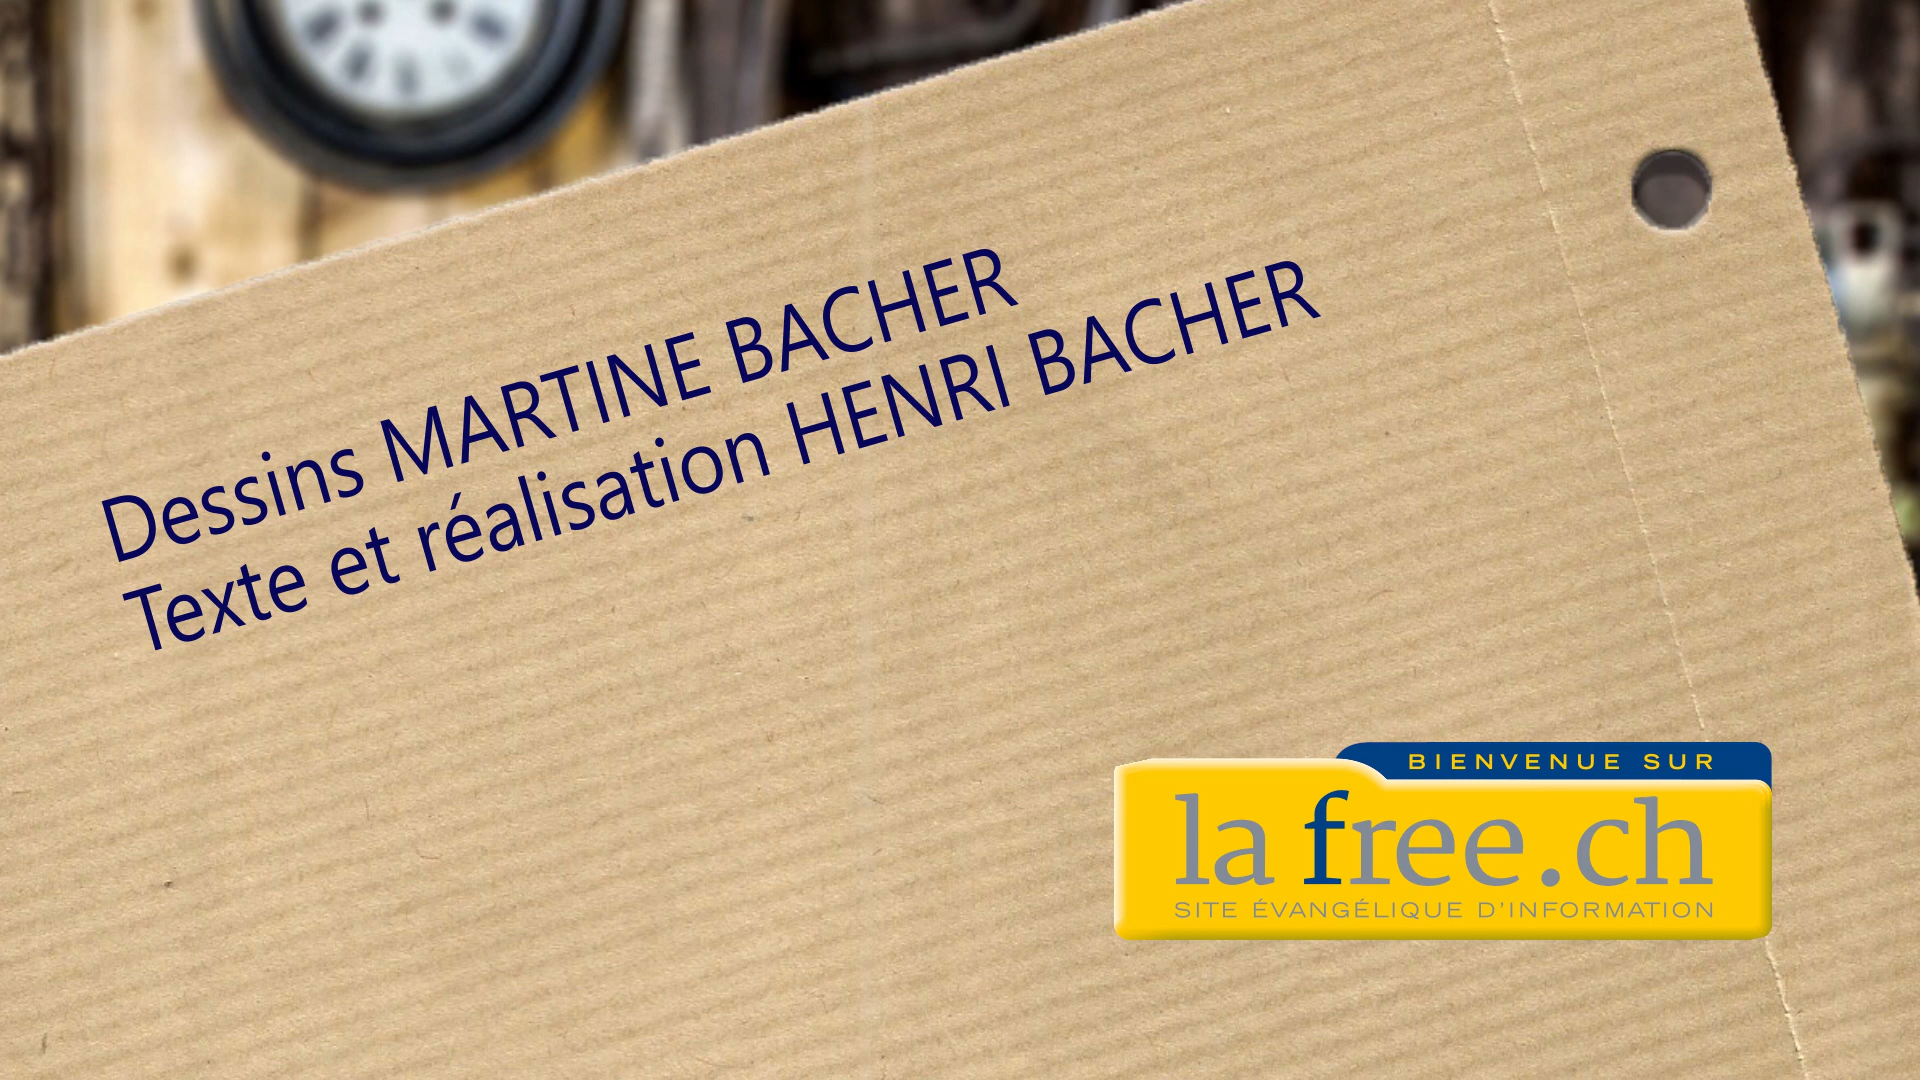 Dessins MARTINE BACHER
Texte et réalisation HENRI BACHER
BIENVENUE SUR
la free.ch
SITE ÉVANGÉLIQUE D'INFORMATION